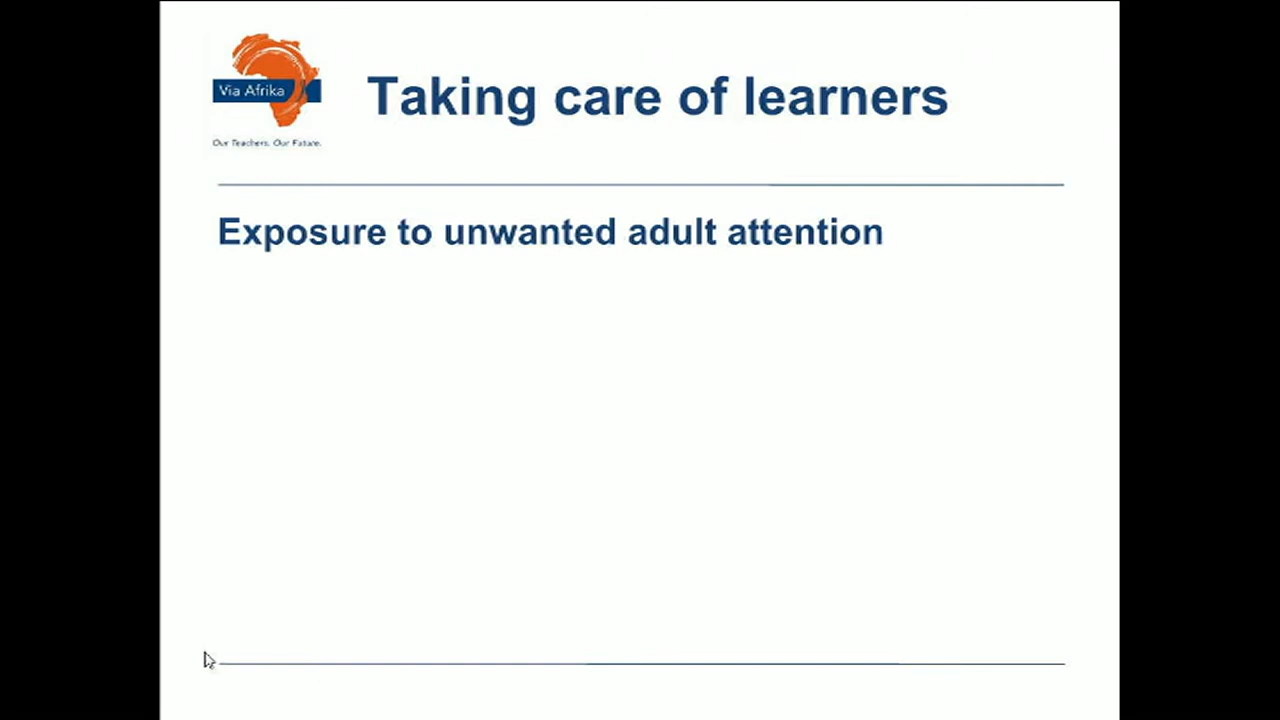 Via Afrika
Our Teachers. Our Future.
Taking care of learners
Exposure to unwanted adult attention